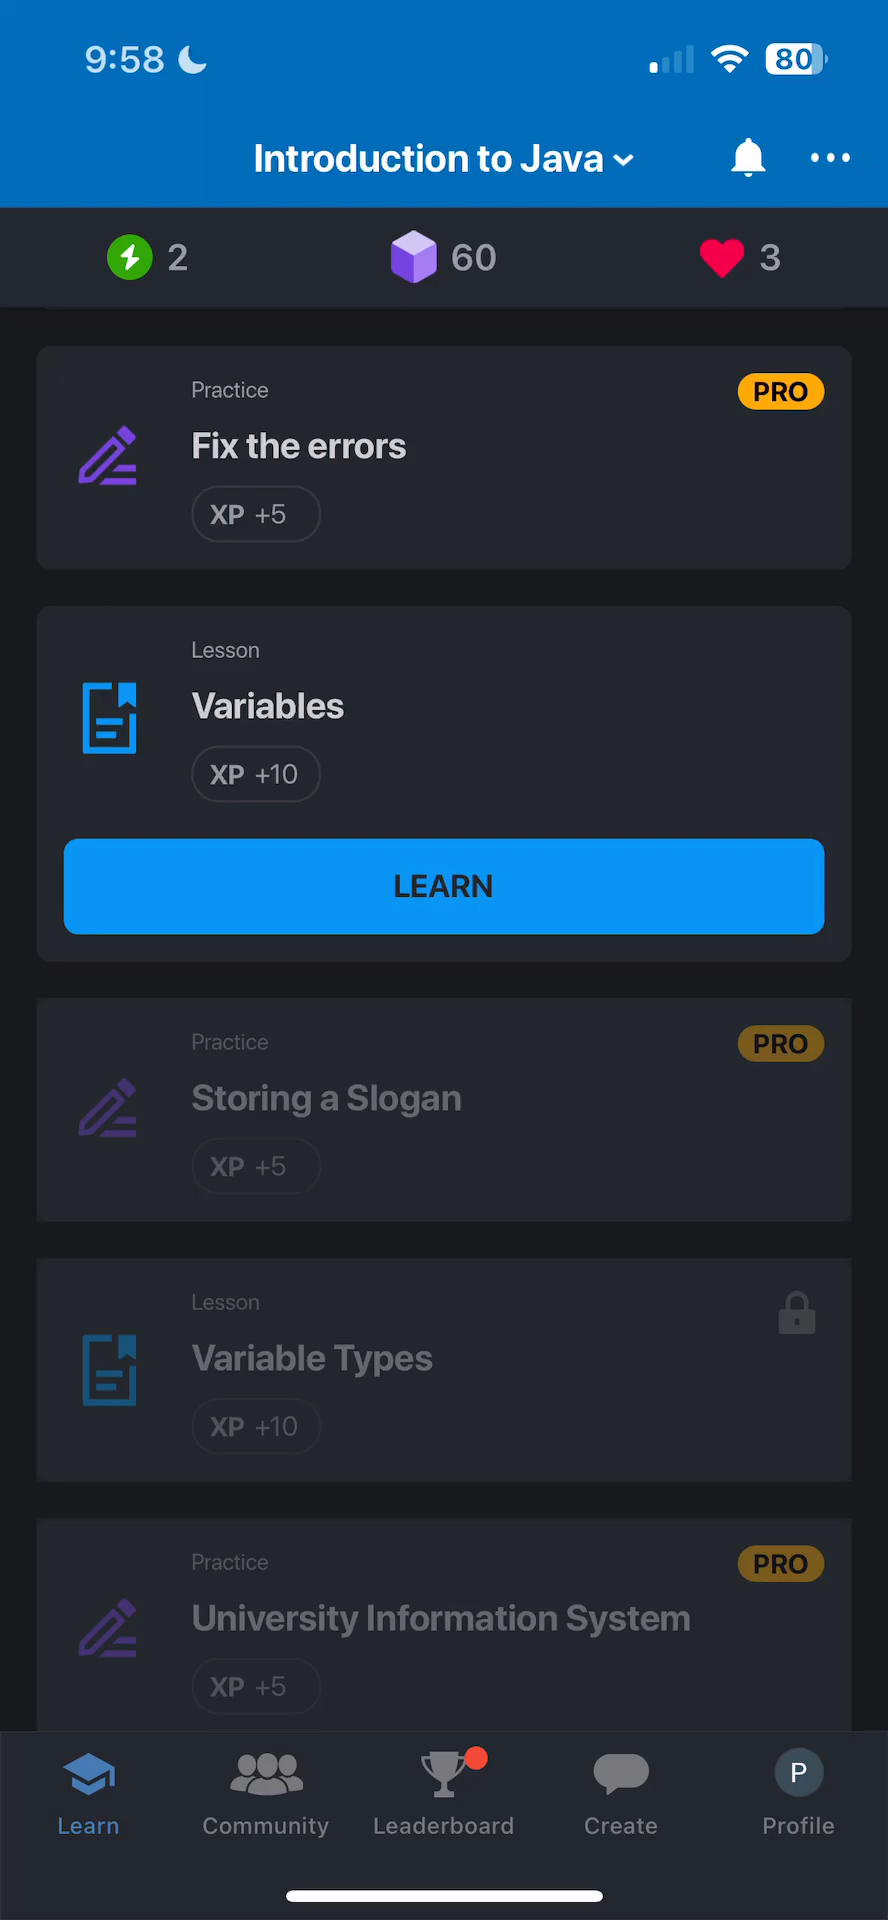 9:58
80
Introduction to Java
2
60
3
Practice
PRO
Fix the errors
XP +5
Lesson
Variables
XP +10
LEARN
Practice
PRO
Storing a Slogan
XP +5
Lesson
Variable Types
XP +10
Practice
PRO
University Information System
XP +5
P
Learn
Community
Leaderboard
Create
Profile